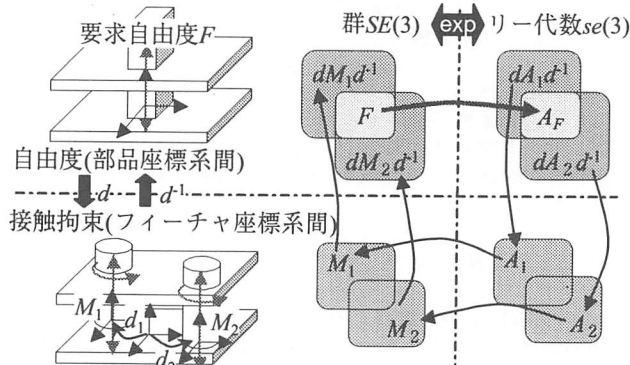 要求自由度F
群SE(3) exp リー代数se(3)
dM₁d⁻¹
F
dM₂d⁻¹
dA₁d⁻¹
A_F
dA₂d⁻¹
自由度(部品座標系間)
d d⁻¹
接触拘束(フィーチャ座標系間)
M₁
d₁
d₂
M₂
M₁
M₂
A₁
A₂